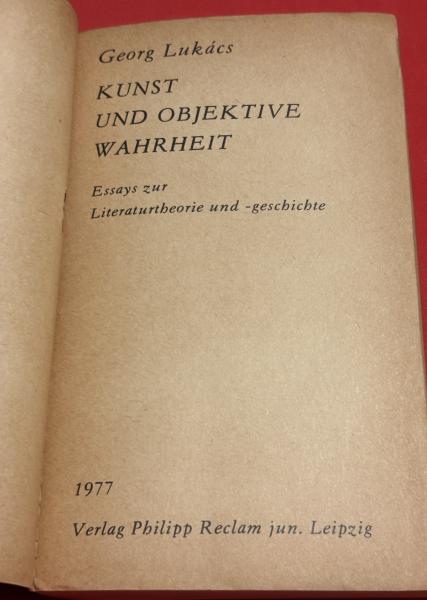 Georg Lukács
KUNST
UND OBJEKTIVE
WAHRHEIT
Essays zur
Literaturtheorie und -geschichte
1977
Verlag Philipp Reclam jun. Leipzig